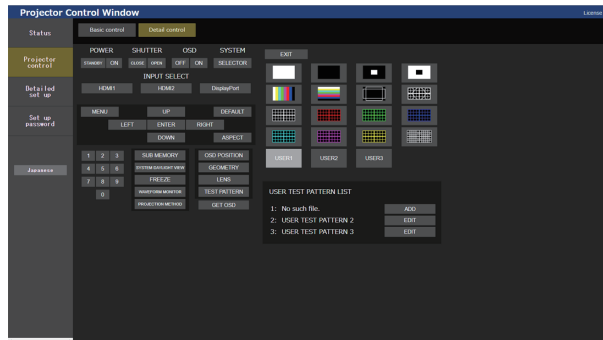 Projector Control Window
License
Status
Projector control
Detailed set up
Set up password
Japanese
Basic control
Detail control
POWER SHUTTER OSD SYSTEM
STANDBY ON CLOSE OPEN OFF ON SELECTOR
INPUT SELECT
HDMI1 HDMI2 DisplayPort
MENU UP DEFAULT
LEFT ENTER RIGHT
DOWN ASPECT
1 2 3 SUB MEMORY OSD POSITION
4 5 6 SYSTEM DAYLIGHT VIEW GEOMETRY
7 8 9 FREEZE LENS
0 WAVEFORM MONITOR TEST PATTERN
PROJECTION METHOD GET OSD
EXIT
USER1 USER2 USER3
USER TEST PATTERN LIST
1: No such file. ADD
2: USER TEST PATTERN 2 EDIT
3: USER TEST PATTERN 3 EDIT